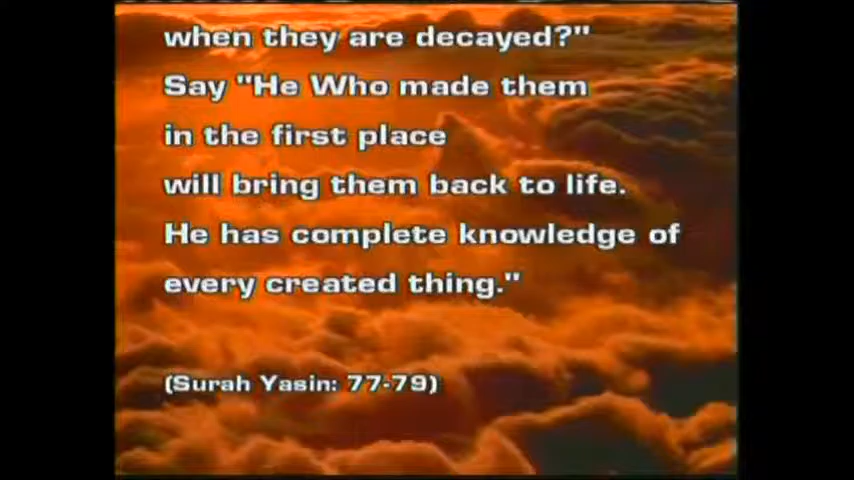 when they are decayed?"
Say "He Who made them
in the first place
will bring them back to life.
He has complete knowledge of
every created thing."
(Surah Yasin: 77-79)